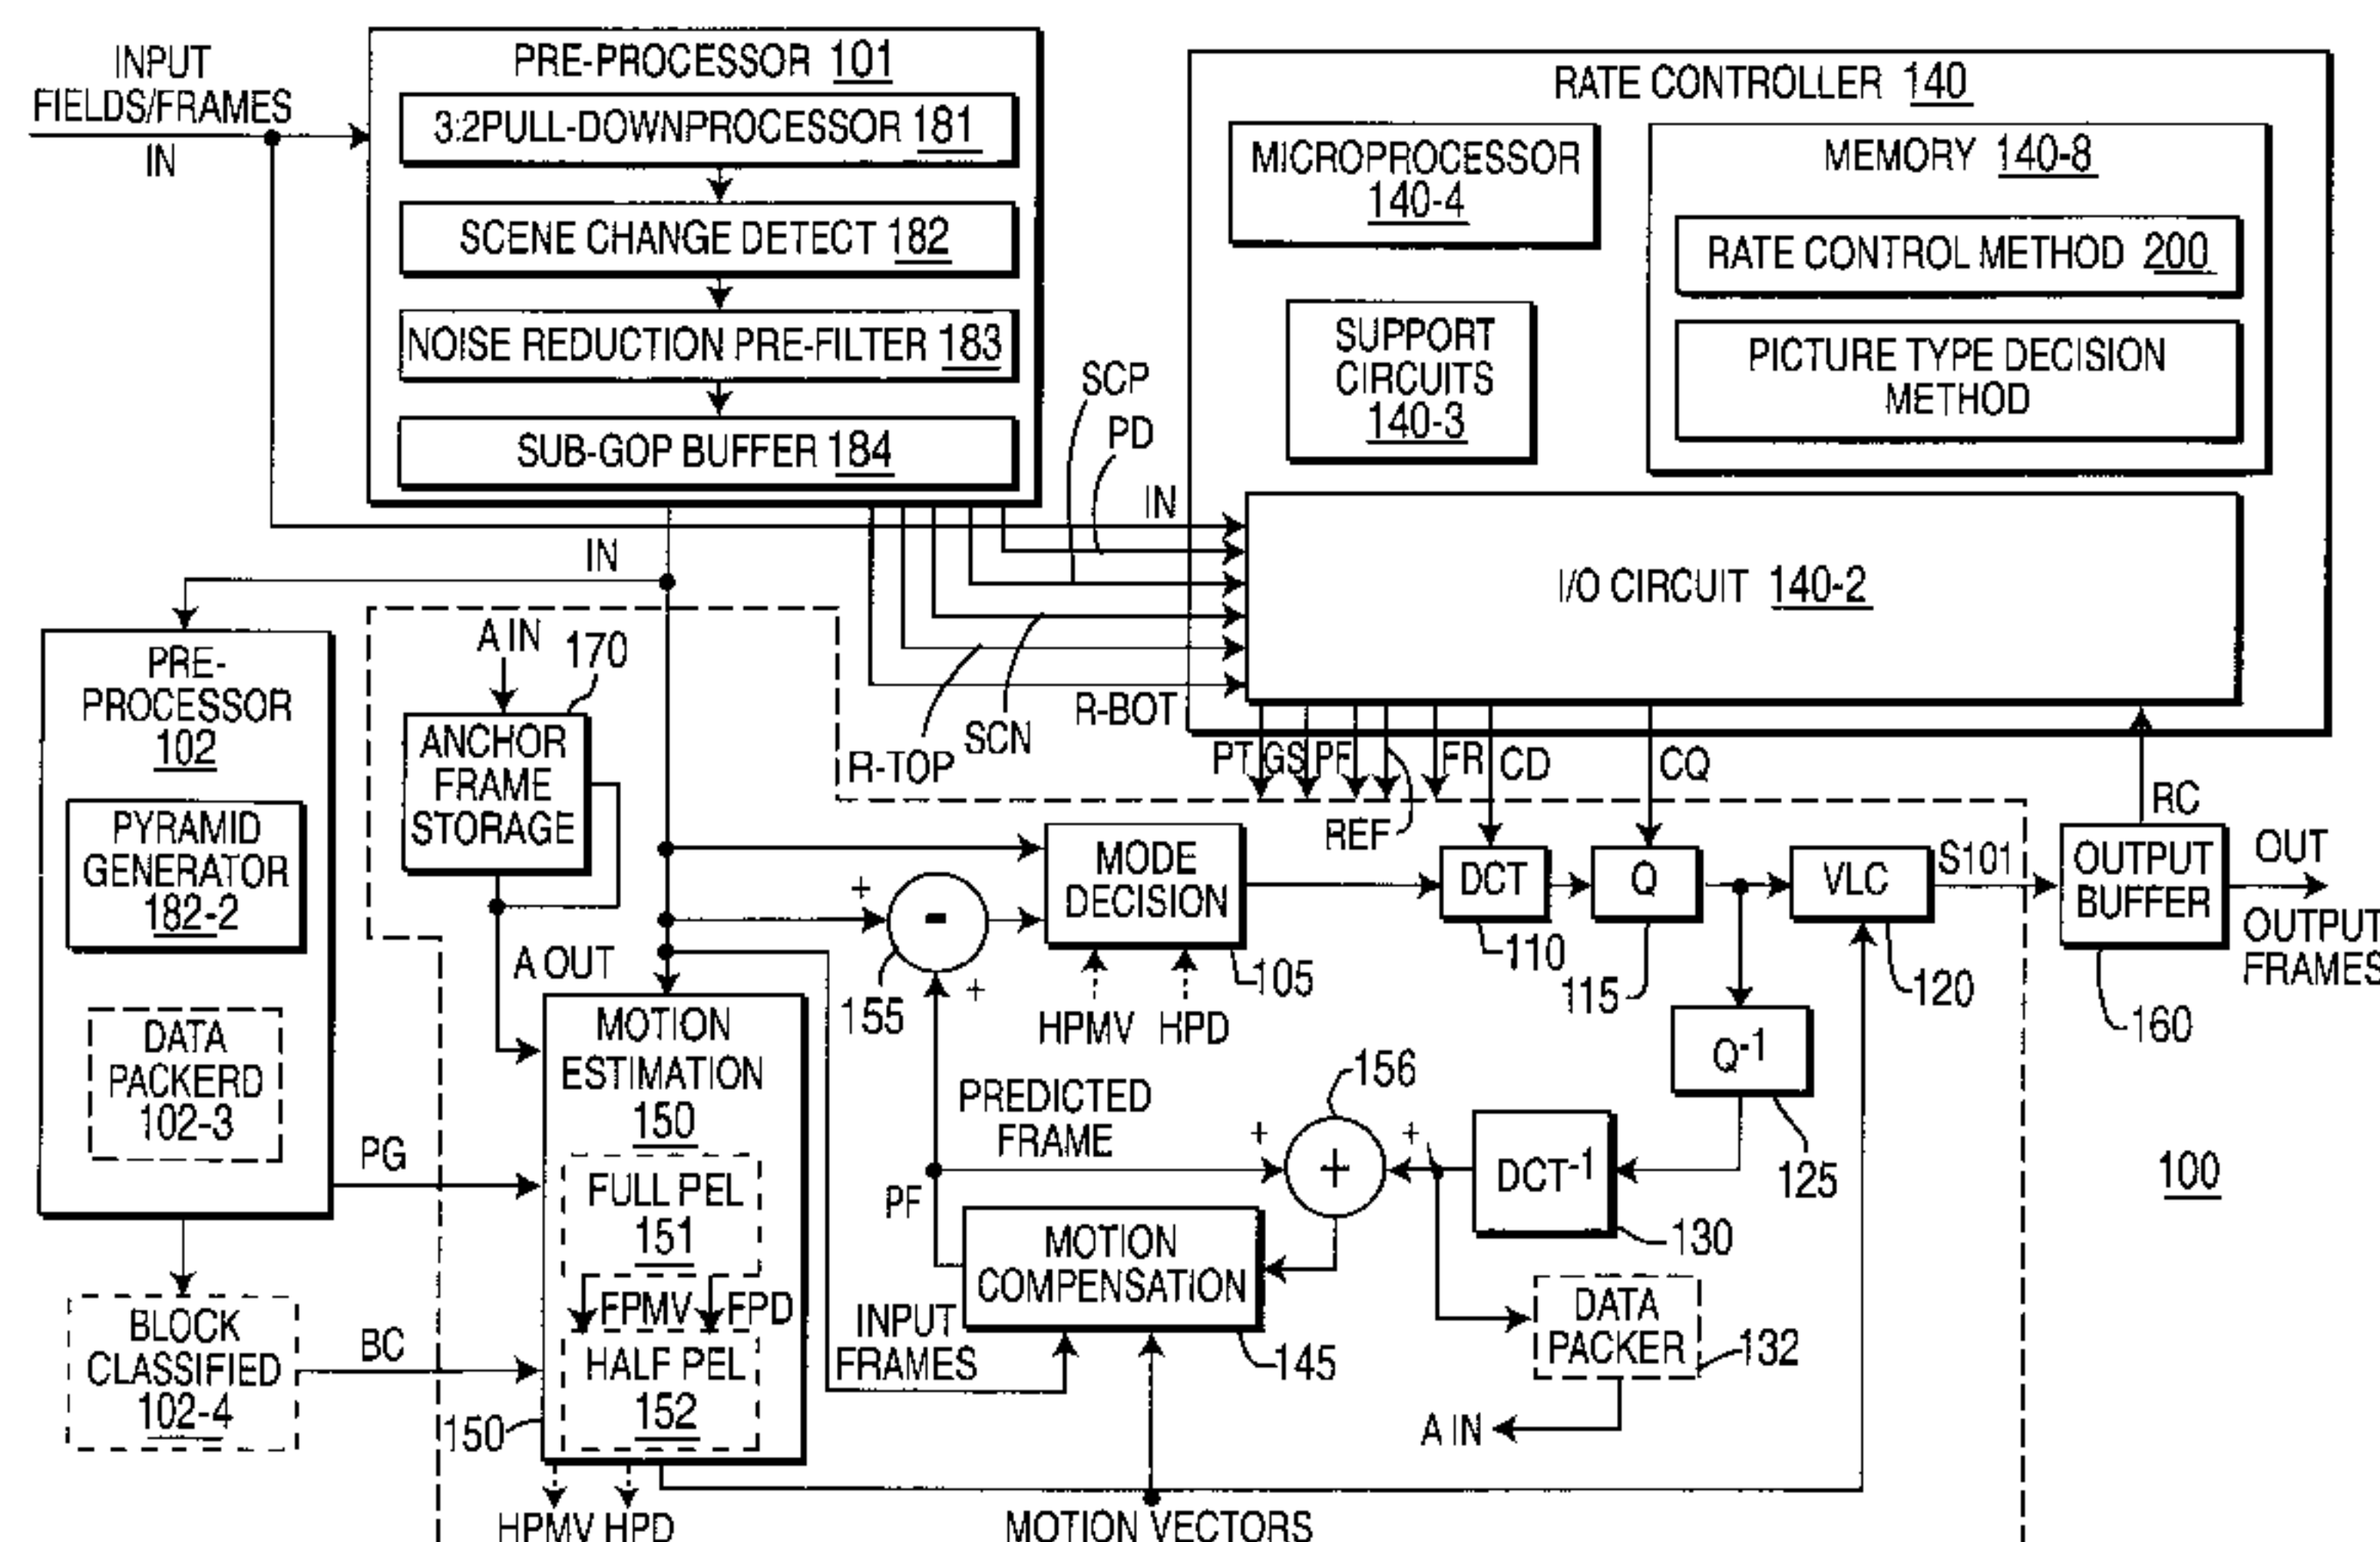 INPUT
FIELDS/FRAMES
IN
PRE-PROCESSOR 101
3:2PULL-DOWNPROCESSOR 181
SCENE CHANGE DETECT 182
NOISE REDUCTION PRE-FILTER 183
SUB-GOP BUFFER 184
RATE CONTROLLER 140
MICROPROCESSOR
140-4
MEMORY 140-8
RATE CONTROL METHOD 200
PICTURE TYPE DECISION
METHOD
SUPPORT
CIRCUITS
140-3
SCP
PD
IN
I/O CIRCUIT 140-2
R-BOT
SCN
R-TOP
IN
PRE-
PROCESSOR
102
PYRAMID
GENERATOR
182-2
DATA
PACKERD
102-3
PG
BLOCK
CLASSIFIED
102-4
BC
A IN
170
ANCHOR
FRAME
STORAGE
A OUT
PT
GS
PF
REF
FR
CD
CQ
RC
MODE
DECISION
105
HPMV
HPD
+
-
+
155
DCT
110
Q
115
VLC
120
S101
OUTPUT
BUFFER
160
OUT
OUTPUT
FRAMES
Q-1
125
MOTION
ESTIMATION
150
FULL PEL
151
FPMV
FPD
HALF PEL
152
150
HPMV
HPD
PREDICTED
FRAME
PF
156
+
+
+
DCT-1
130
MOTION
COMPENSATION
145
INPUT
FRAMES
DATA
PACKER
132
A IN
MOTION VECTORS
100